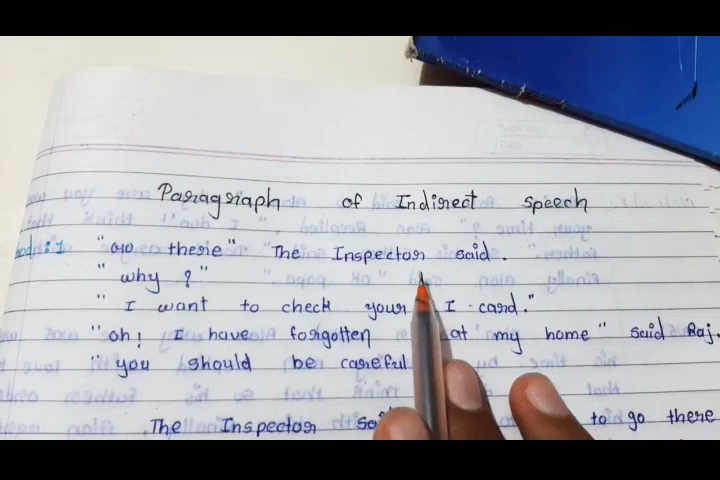 Paragraph of Indirect speech
"Go there" The Inspector said.
"why ?"
" I want to check your I-card."
"oh! I have forgotten at my home" said Raj.
"you should be careful
The Inspector to go there